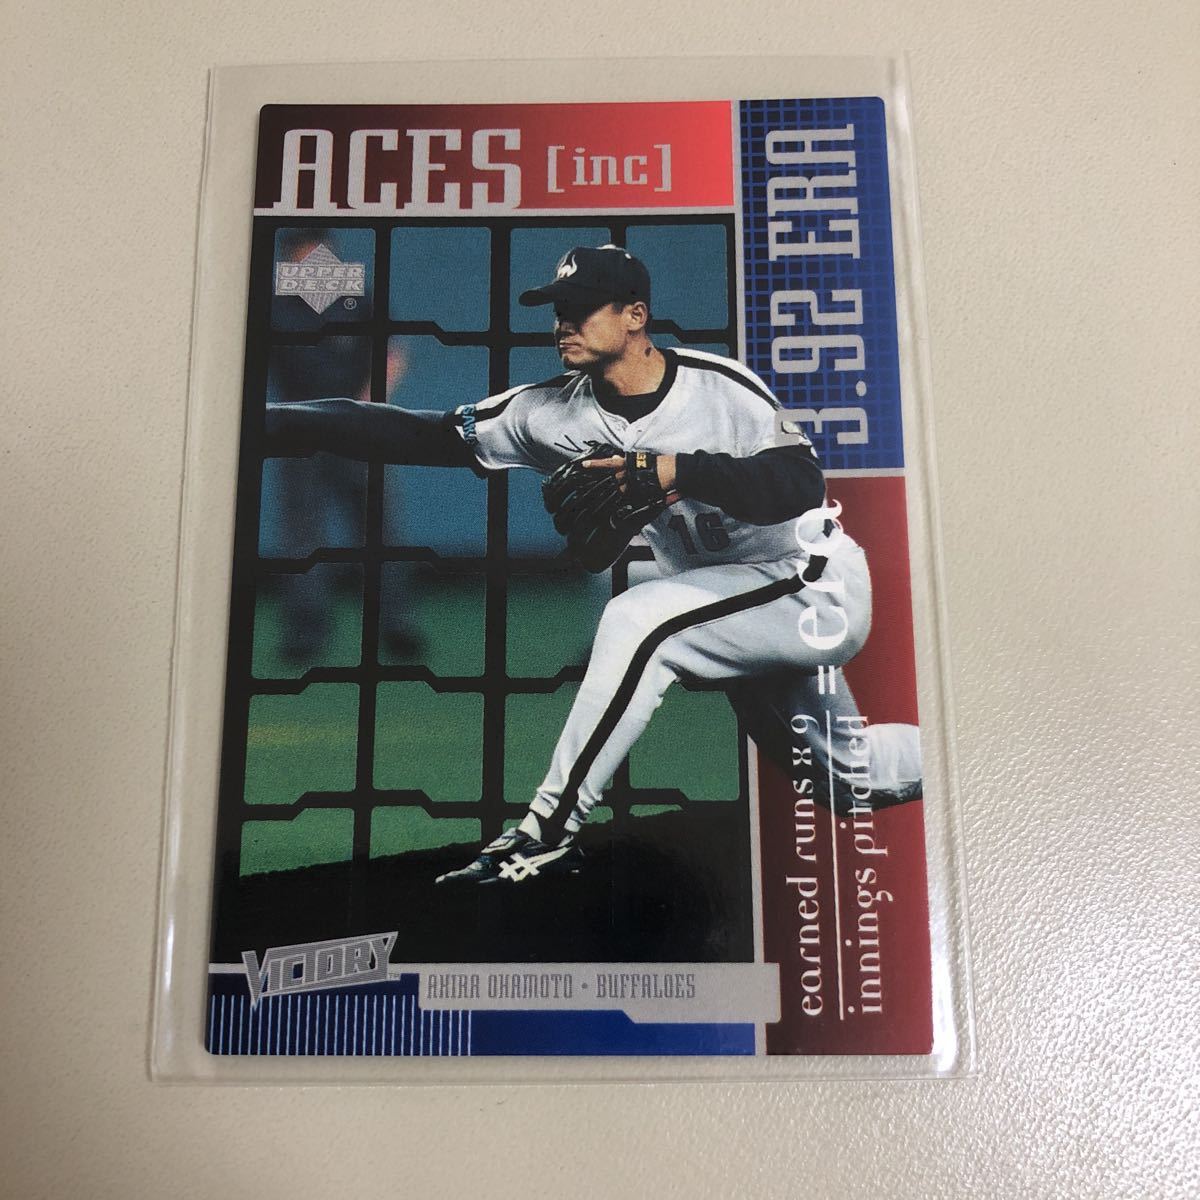 ACES [inc]
3.92 ERA
UPPER
DECK
®
16
earned runs x 9
innings pitched
= era
VICTORY
AKIRA OKAMOTO • BUFFALOES